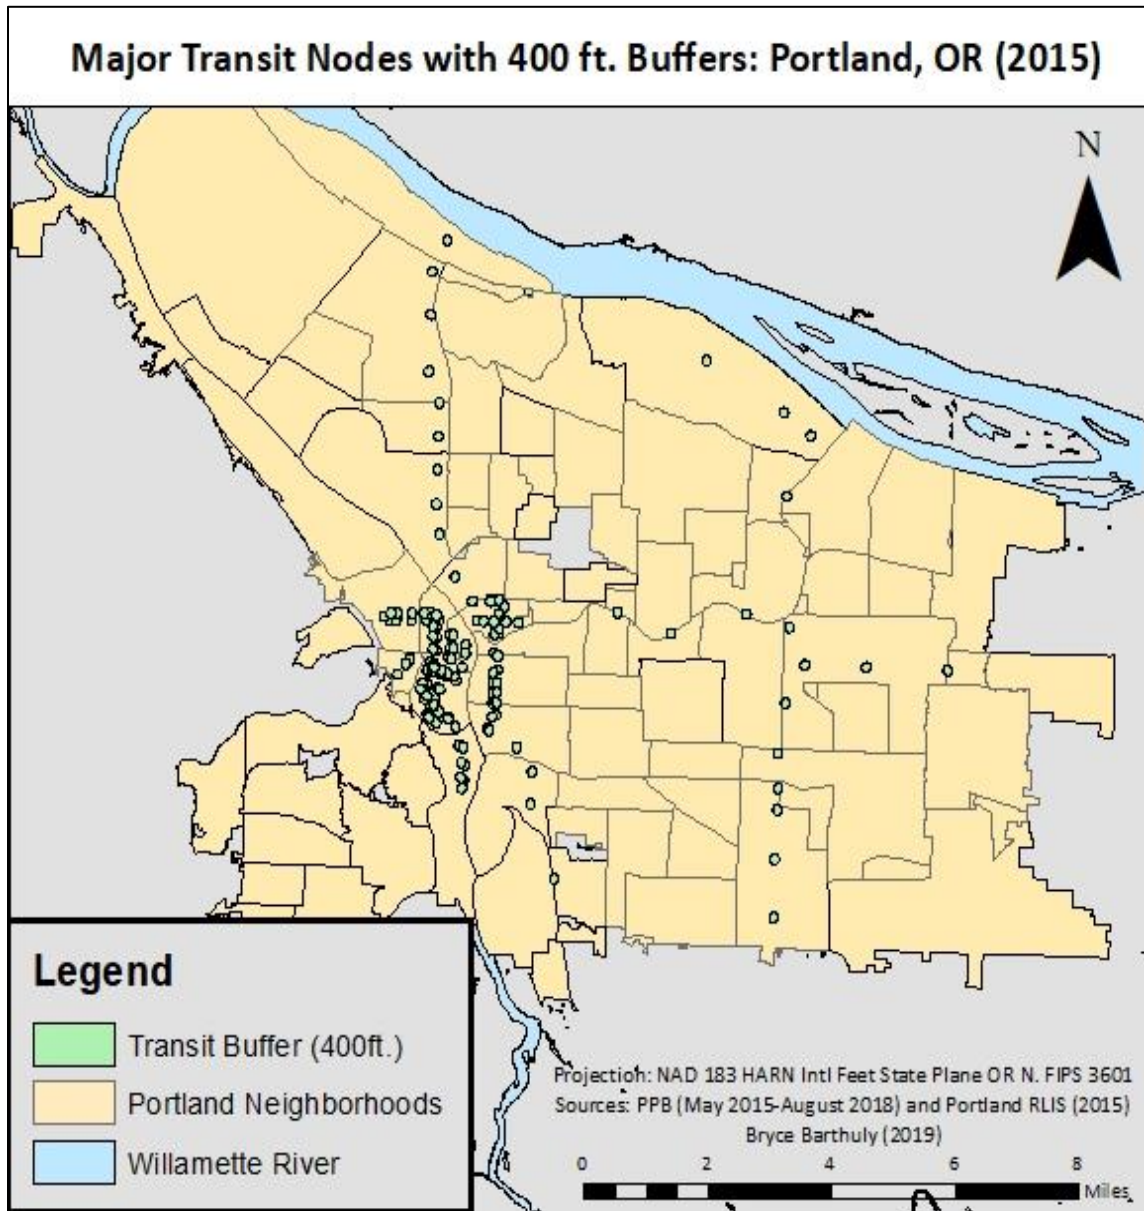 Major Transit Nodes with 400 ft. Buffers: Portland, OR (2015)
N
Legend
Transit Buffer (400ft.)
Portland Neighborhoods
Willamette River
Projection: NAD 183 HARN Intl Feet State Plane OR N. FIPS 3601
Sources: PPB (May 2015-August 2018) and Portland RLIS (2015)
Bryce Barthuly (2019)
0 2 4 6 8
Miles